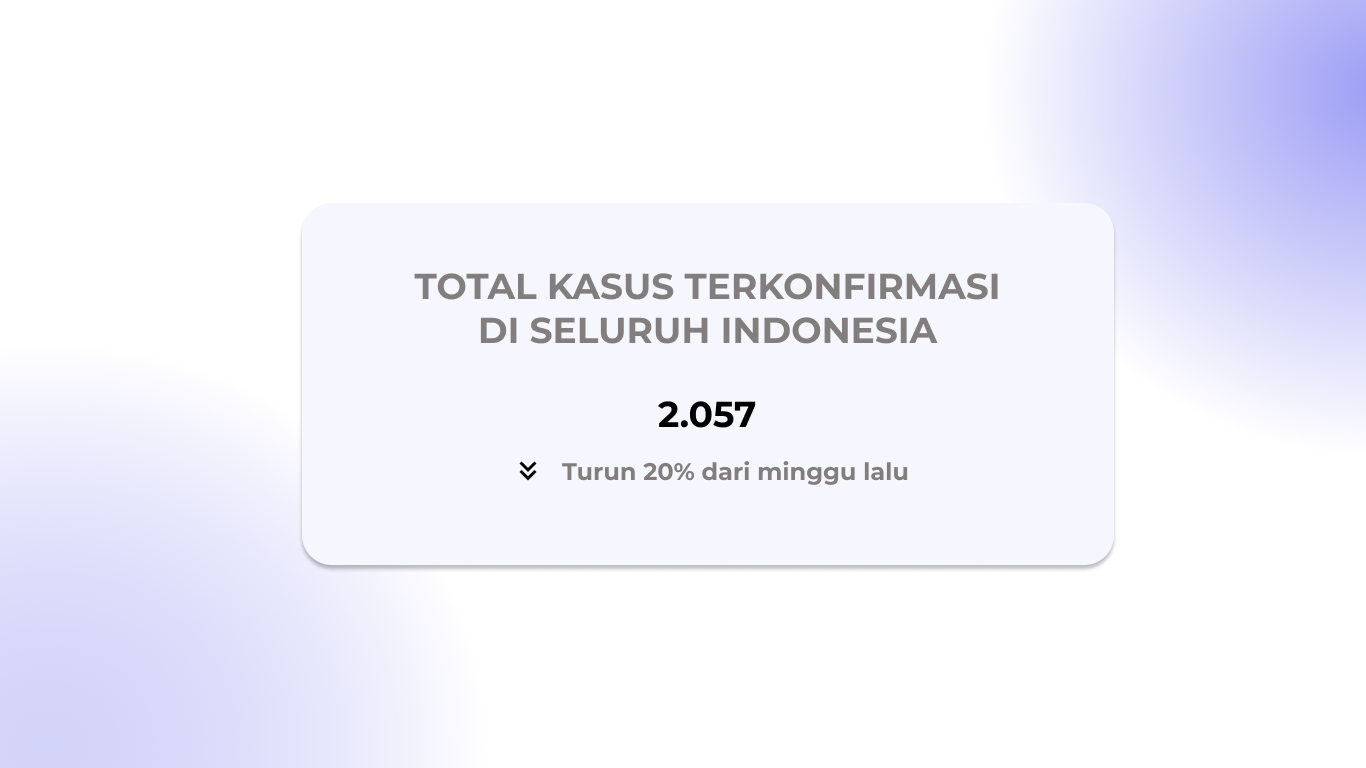 TOTAL KASUS TERKONFIRMASI
DI SELURUH INDONESIA
2.057
Turun 20% dari minggu lalu